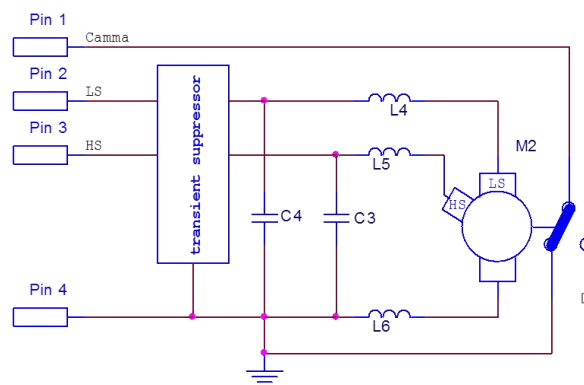 Pin 1
Camma
Pin 2
LS
Pin 3
HS
transient suppressor
L4
L5
M2
LS
HS
C4
C3
Pin 4
L6